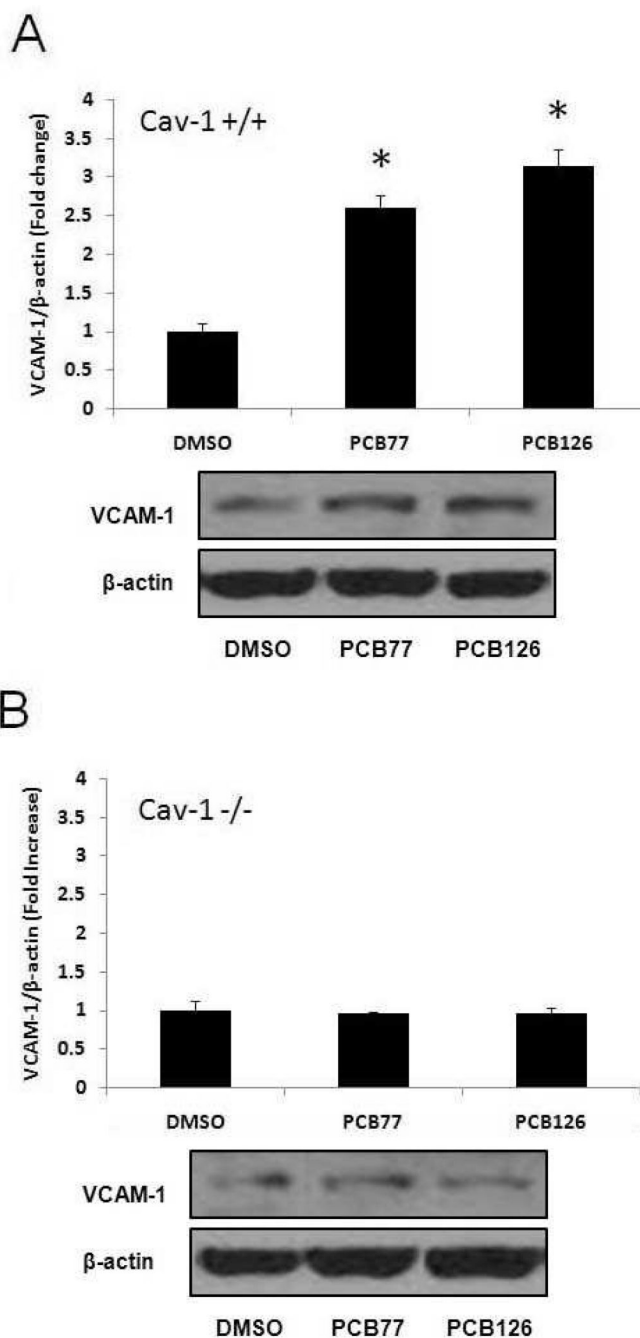 A
Cav-1 +/+
VCAM-1/β-actin (Fold change)
4
3.5
3
2.5
2
1.5
1
0.5
0
*
*
DMSO PCB77 PCB126
VCAM-1
β-actin
DMSO PCB77 PCB126
B
Cav-1 -/-
VCAM-1/β-actin (Fold Increase)
4
3.5
3
2.5
2
1.5
1
0.5
0
DMSO PCB77 PCB126
VCAM-1
β-actin
DMSO PCB77 PCB126